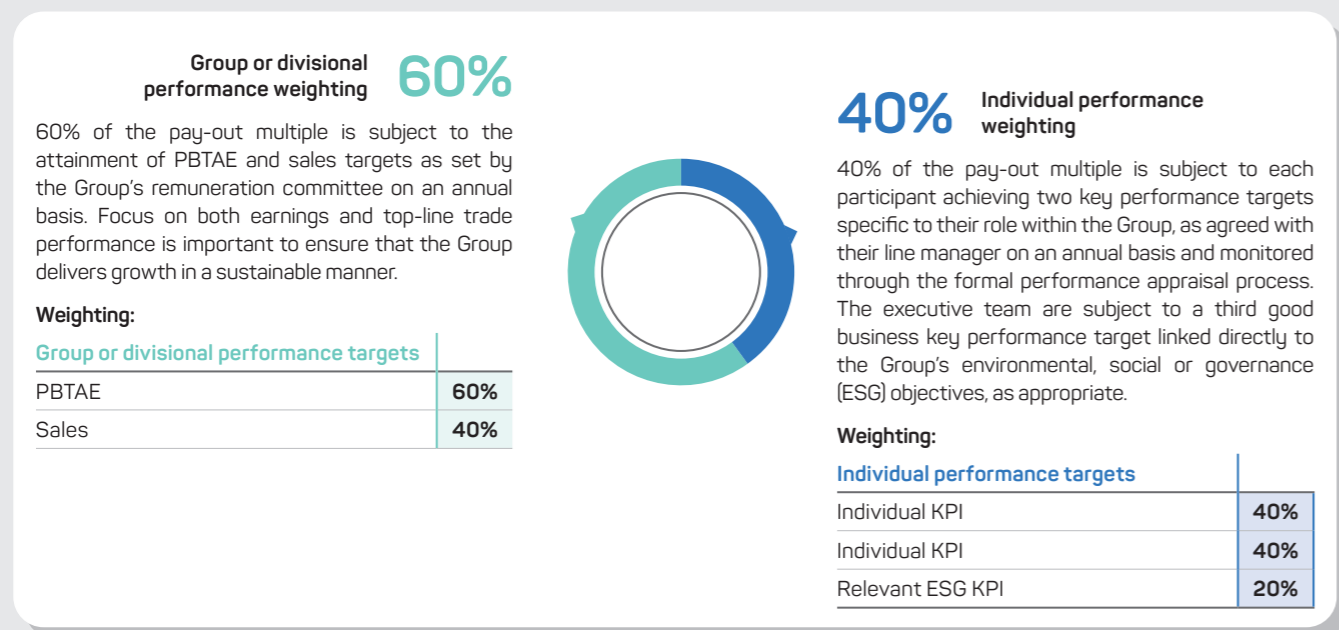 Group or divisional
performance weighting
60%
60% of the pay-out multiple is subject to the
attainment of PBTAE and sales targets as set by
the Group's remuneration committee on an annual
basis. Focus on both earnings and top-line trade
performance is important to ensure that the Group
delivers growth in a sustainable manner.
Weighting:
Group or divisional performance targets
PBTAE 60%
Sales 40%
40%
Individual performance
weighting
40% of the pay-out multiple is subject to each
participant achieving two key performance targets
specific to their role within the Group, as agreed with
their line manager on an annual basis and monitored
through the formal performance appraisal process.
The executive team are subject to a third good
business key performance target linked directly to
the Group's environmental, social or governance
(ESG) objectives, as appropriate.
Weighting:
Individual performance targets
Individual KPI 40%
Individual KPI 40%
Relevant ESG KPI 20%